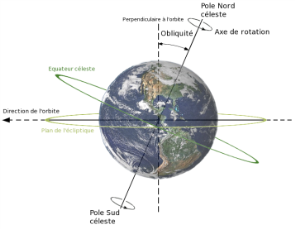 Pole Nord
céleste
Perpendiculaire à l'orbite
Obliquité
Axe de rotation
Equateur céleste
Direction de l'orbite
Plan de l'écliptique
Pole Sud
céleste